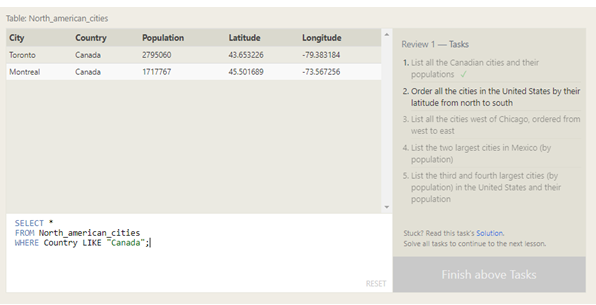 Table: North_american_cities
City Country Population Latitude Longitude
Toronto Canada 2795060 43.653226 -79.383184
Montreal Canada 1717767 45.501689 -73.567256
SELECT *
FROM North_american_cities
WHERE Country LIKE "Canada";
RESET
Review 1 — Tasks
1. List all the Canadian cities and their
populations ✓
2. Order all the cities in the United States by their
latitude from north to south
3. List all the cities west of Chicago, ordered from
west to east
4. List the two largest cities in Mexico (by
population)
5. List the third and fourth largest cities (by
population) in the United States and their
population
Stuck? Read this task's Solution.
Solve all tasks to continue to the next lesson.
Finish above Tasks